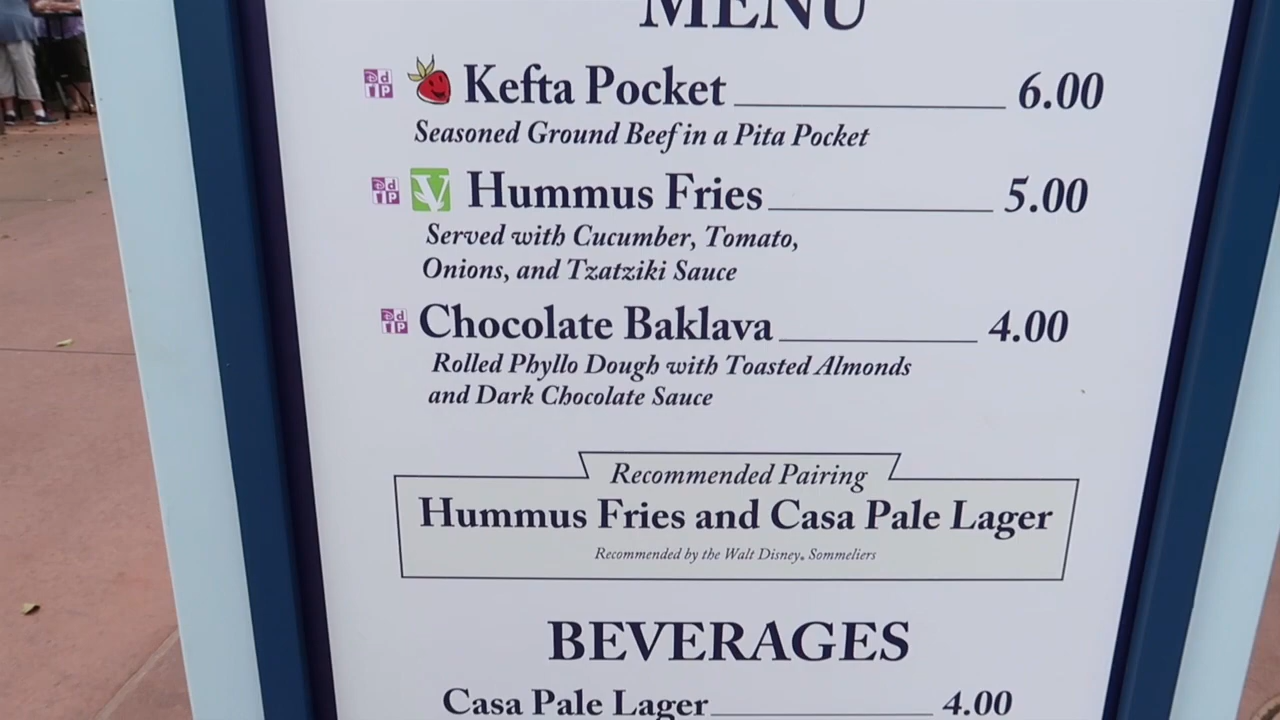 MENU
Kefta Pocket 6.00
Seasoned Ground Beef in a Pita Pocket
Hummus Fries 5.00
Served with Cucumber, Tomato,
Onions, and Tzatziki Sauce
Chocolate Baklava 4.00
Rolled Phyllo Dough with Toasted Almonds
and Dark Chocolate Sauce
Recommended Pairing
Hummus Fries and Casa Pale Lager
Recommended by the Walt Disney® Sommeliers
BEVERAGES
Casa Pale Lager 4.00